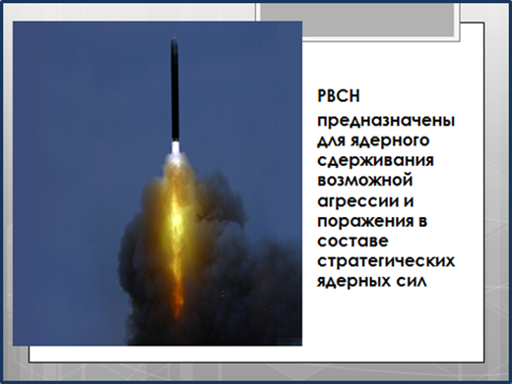 РВСН
предназначены
для ядерного
сдерживания
возможной
агрессии и
поражения в
составе
стратегических
ядерных сил